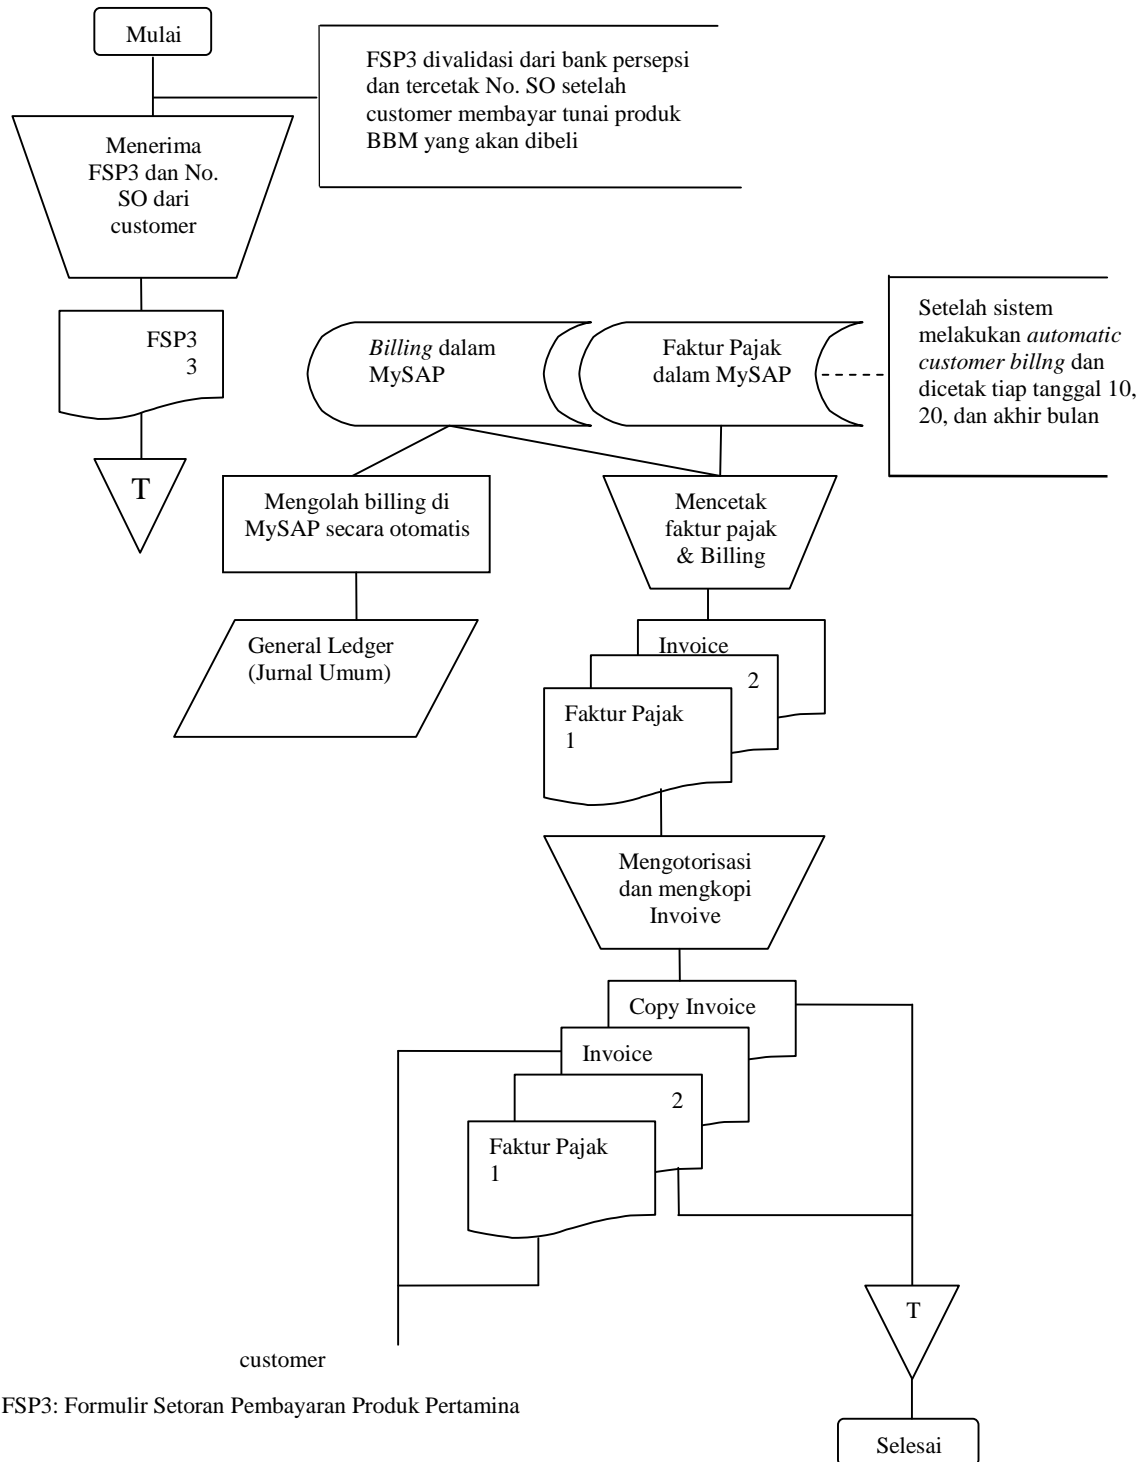 Mulai
FSP3 divalidasi dari bank persepsi
dan tercetak No. SO setelah
customer membayar tunai produk
BBM yang akan dibeli
Menerima
FSP3 dan No.
SO dari
customer
FSP3
3
T
Billing dalam
MySAP
Faktur Pajak
dalam MySAP
Setelah sistem
melakukan automatic
customer billng dan
dicetak tiap tanggal 10,
20, dan akhir bulan
Mengolah billing di
MySAP secara otomatis
Mencetak
faktur pajak
& Billing
General Ledger
(Jurnal Umum)
Invoice
2
Faktur Pajak
1
Mengotorisasi
dan mengkopi
Invoive
Copy Invoice
Invoice
2
Faktur Pajak
1
T
customer
FSP3: Formulir Setoran Pembayaran Produk Pertamina
Selesai